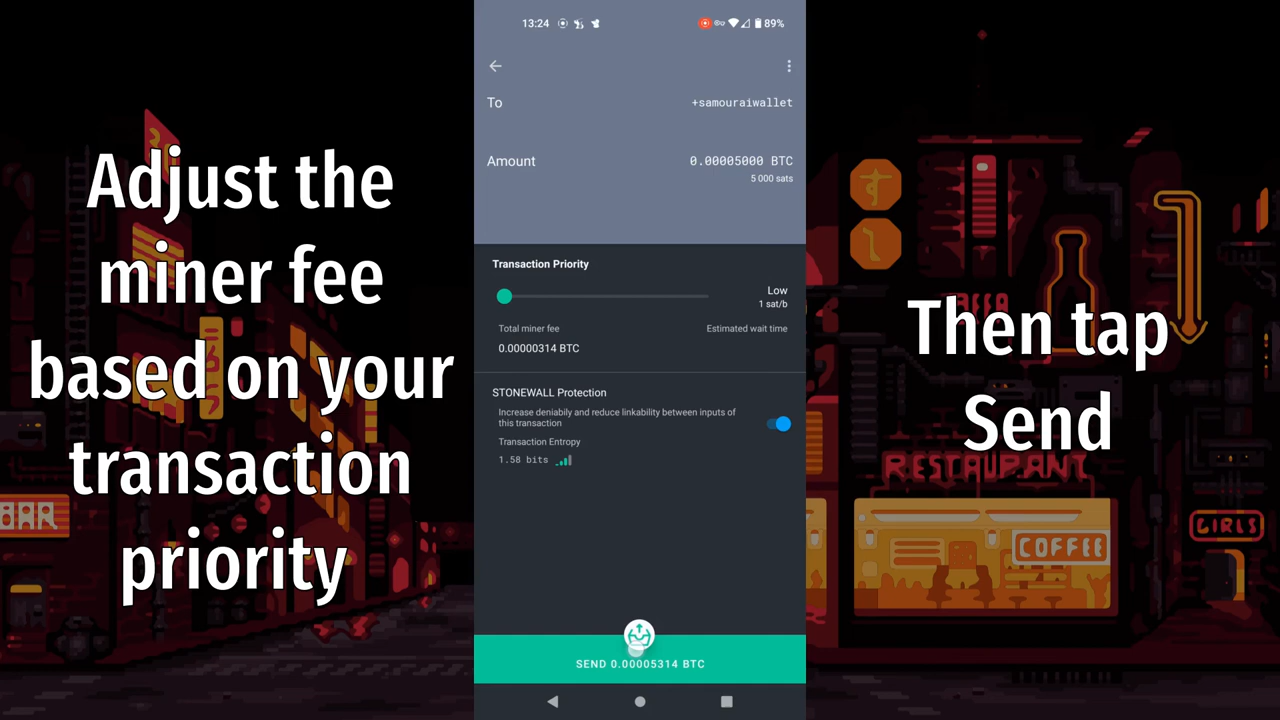 Adjust the
miner fee
based on your
transaction
priority
13:24
89%
To
+samouraiwallet
Amount
0.00005000 BTC
5 000 sats
Transaction Priority
Low
1 sat/b
Total miner fee
Estimated wait time
0.00000314 BTC
STONEWALL Protection
Increase deniabily and reduce linkability between inputs of
this transaction
Transaction Entropy
1.58 bits
SEND 0.00005314 BTC
Then tap
Send
す
し
BAR
RESTAURANT
COFFEE
GIRLS